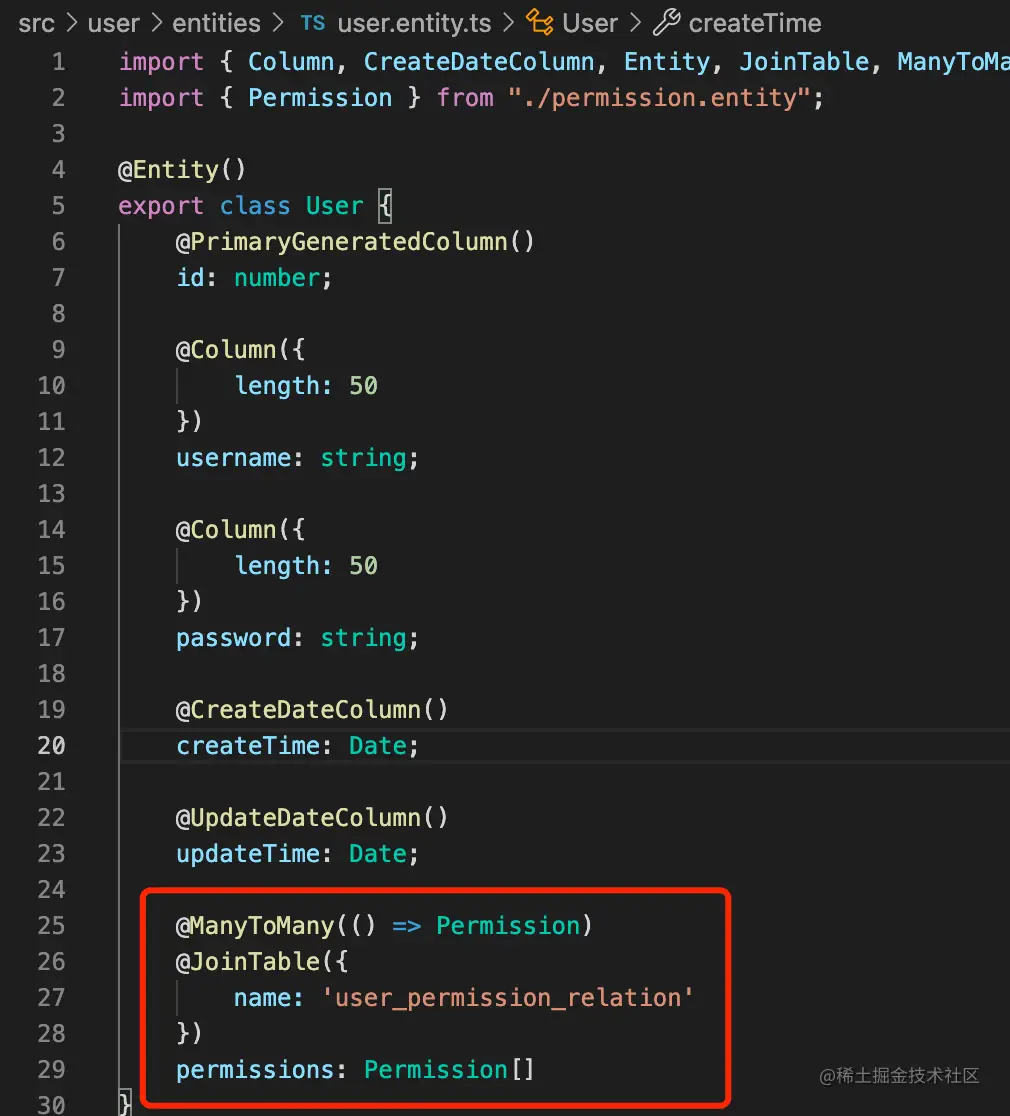 src > user > entities > TS user.entity.ts > User > createTime
1 import { Column, CreateDateColumn, Entity, JoinTable,
2 import { Permission } from "./permission.entity";
3
4 @Entity()
5 export class User {
6 @PrimaryGeneratedColumn()
7 id: number;
8
9 @Column({
10 length: 50
11 })
12 username: string;
13
14 @Column({
15 length: 50
16 })
17 password: string;
18
19 @CreateDateColumn()
20 createTime: Date;
21
22 @UpdateDateColumn()
23 updateTime: Date;
24
25 @ManyToMany(() => Permission)
26 @JoinTable({
27 name: 'user_permission_relation'
28 })
29 permissions: Permission[]
30 }
@稀土掘金技术社区